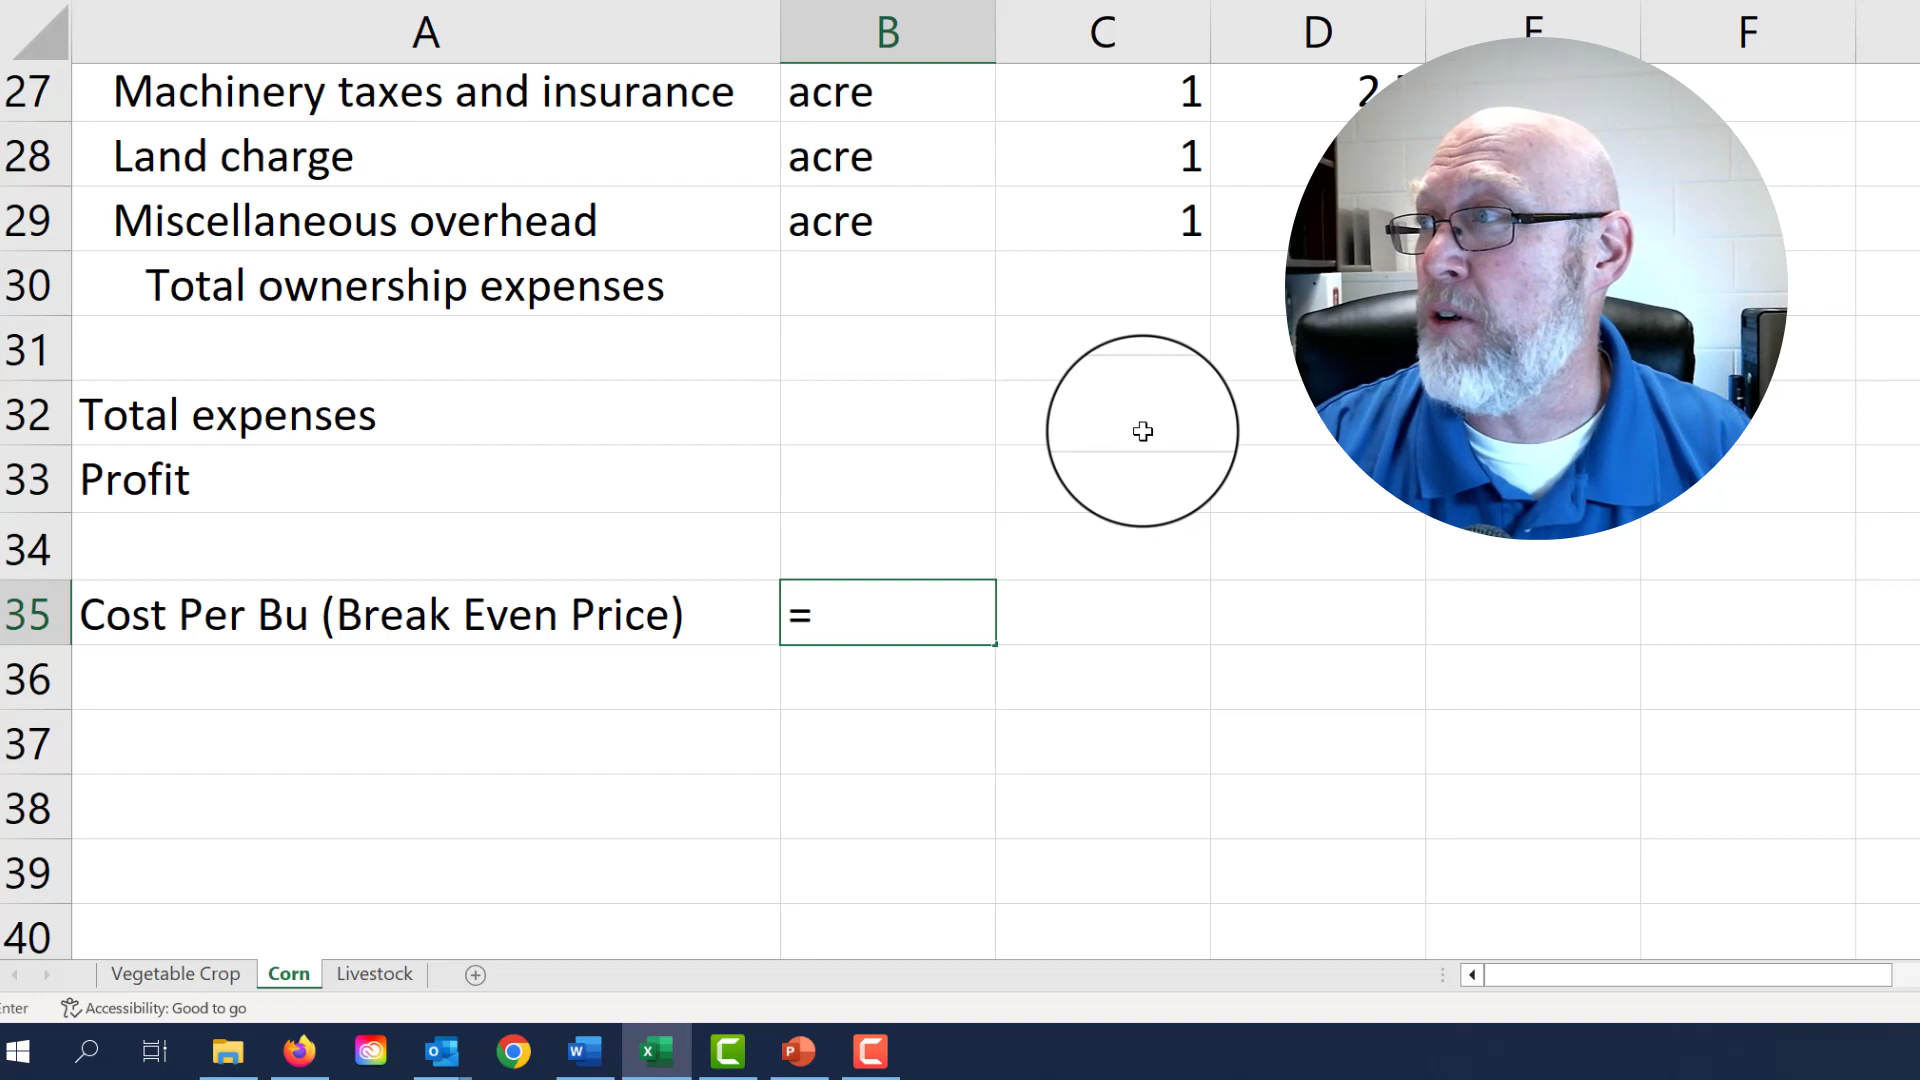 A B C D E F
27 Machinery taxes and insurance acre 1
28 Land charge acre 1
29 Miscellaneous overhead acre 1
30 Total ownership expenses
31
32 Total expenses
33 Profit
34
35 Cost Per Bu (Break Even Price) =
36
37
38
39
40
Vegetable Crop Corn Livestock
Accessibility: Good to go